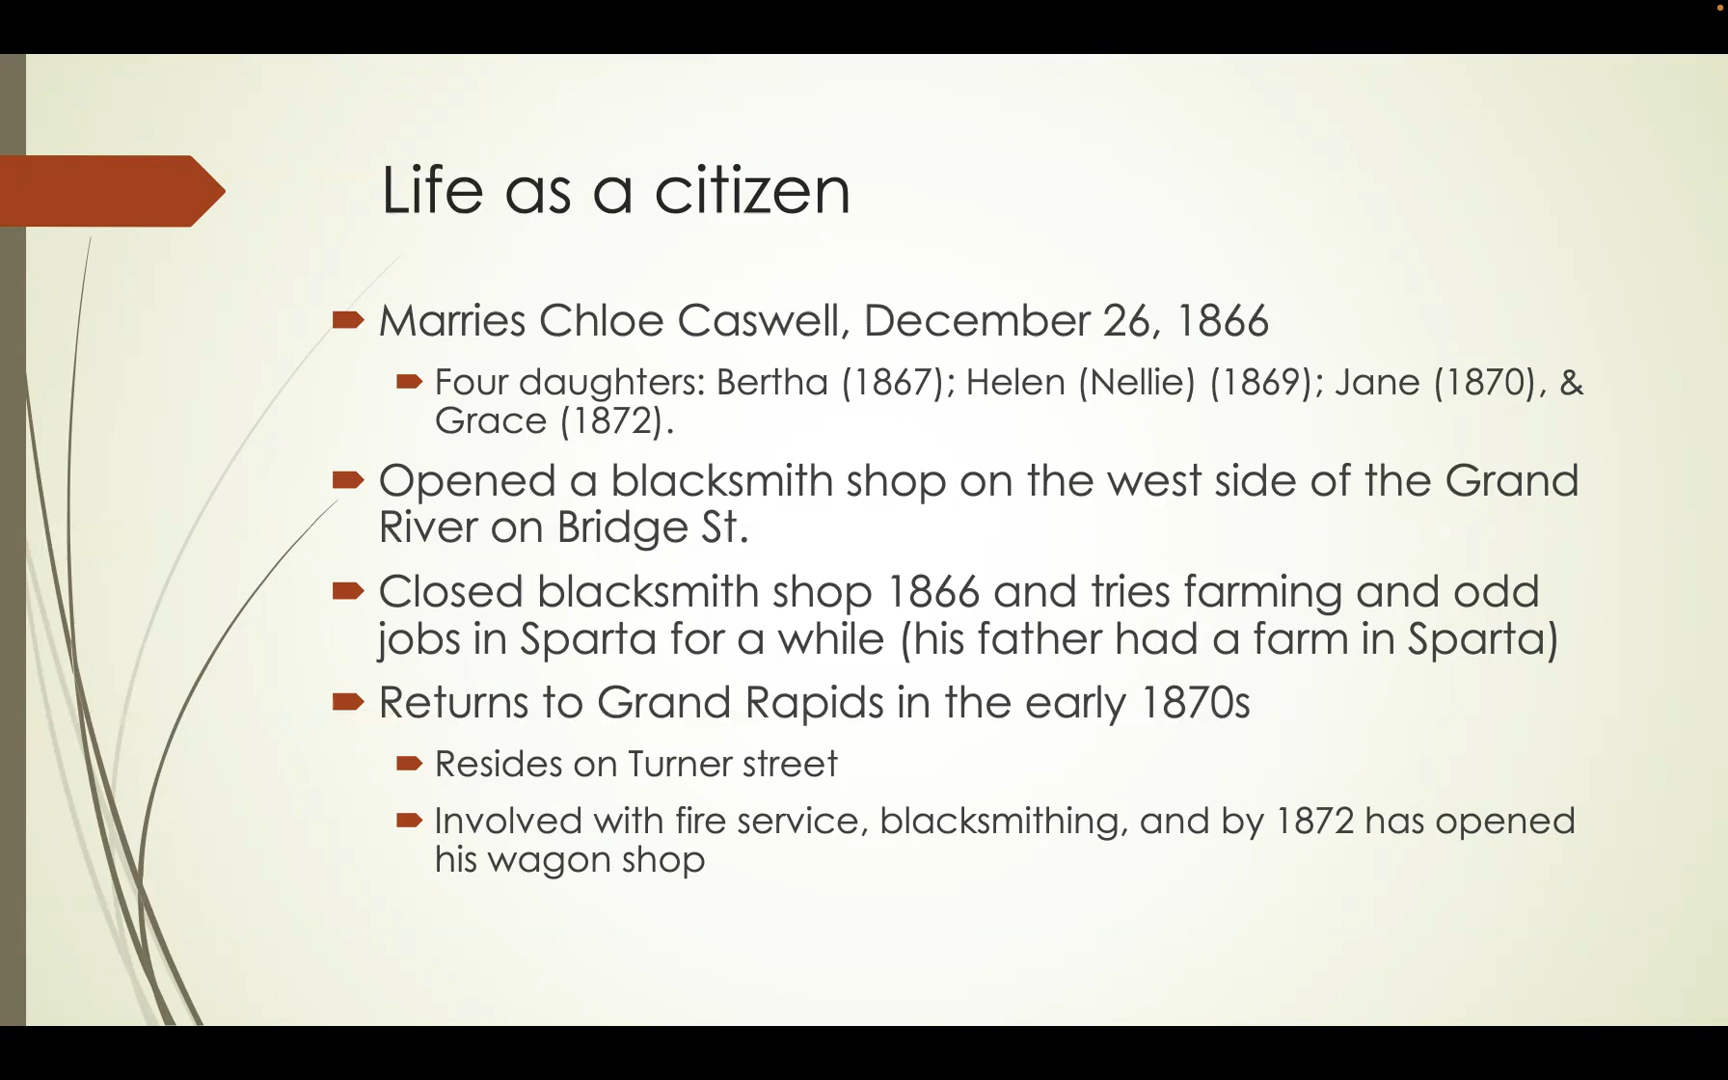 Life as a citizen
Marries Chloe Caswell, December 26, 1866
Four daughters: Bertha (1867); Helen (Nellie) (1869); Jane (1870), &
Grace (1872).
Opened a blacksmith shop on the west side of the Grand
River on Bridge St.
Closed blacksmith shop 1866 and tries farming and odd
jobs in Sparta for a while (his father had a farm in Sparta)
Returns to Grand Rapids in the early 1870s
Resides on Turner street
Involved with fire service, blacksmithing, and by 1872 has opened
his wagon shop